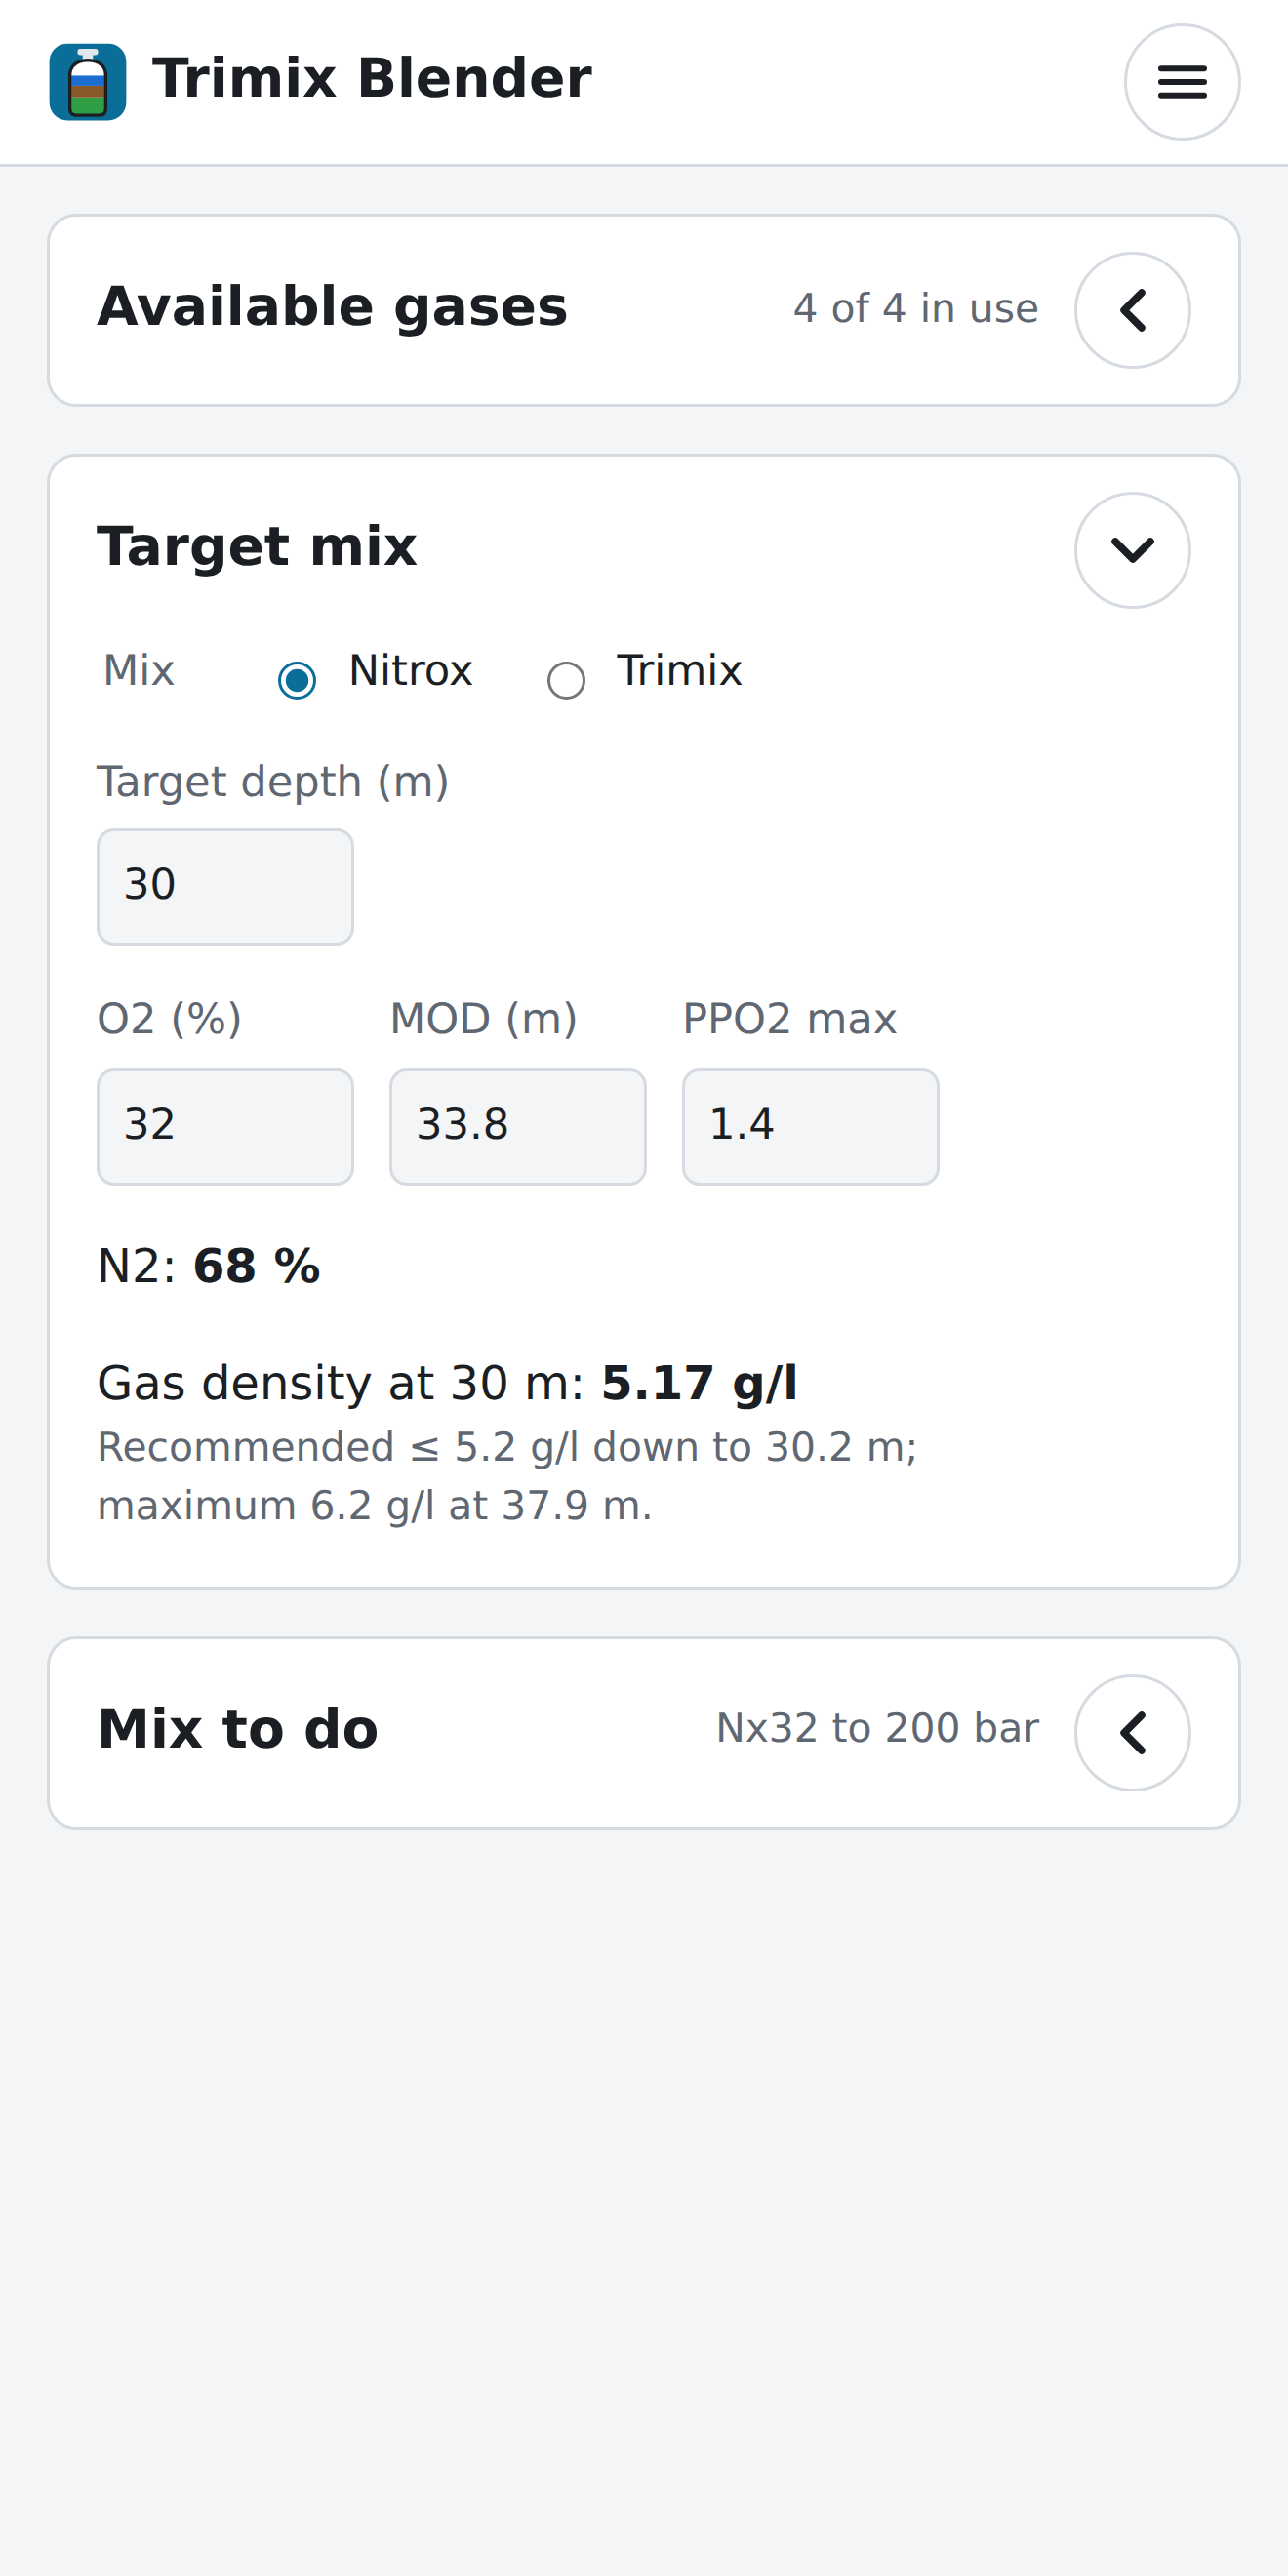 Trimix Blender
Available gases
4 of 4 in use
Target mix
Mix Nitrox Trimix
Target depth (m)
30
O2 (%) MOD (m) PPO2 max
32 33.8 1.4
N2: 68 %
Gas density at 30 m: 5.17 g/l
Recommended ≤ 5.2 g/l down to 30.2 m;
maximum 6.2 g/l at 37.9 m.
Mix to do
Nx32 to 200 bar